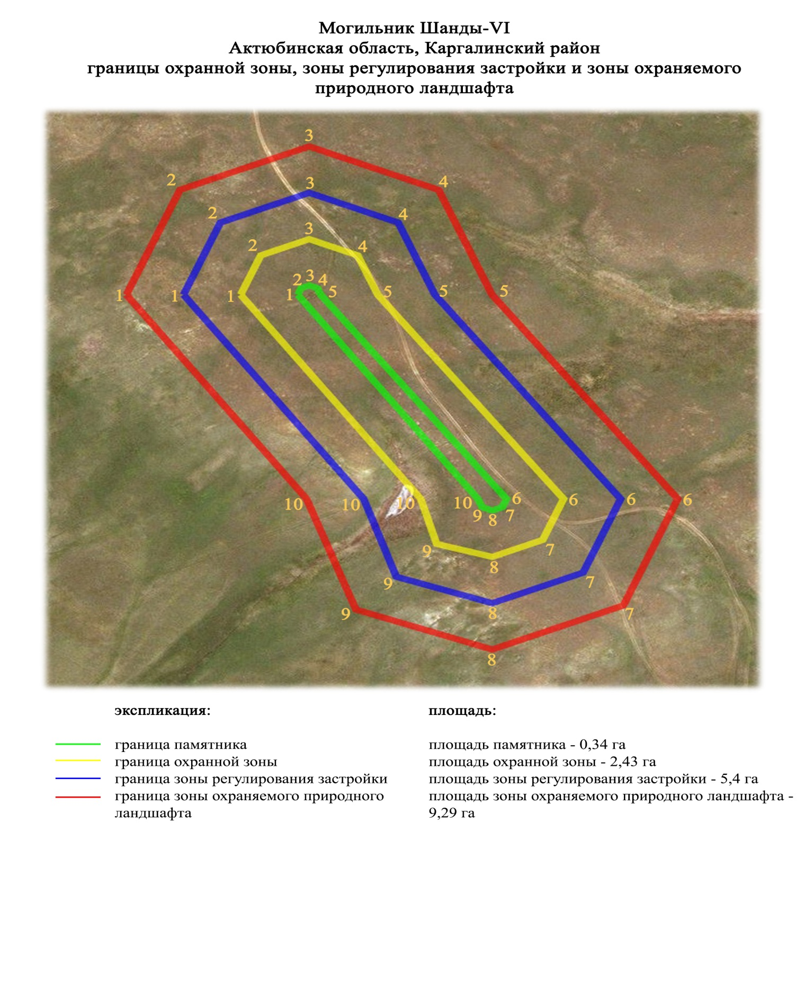 Могильник Шанды-VI
Актюбинская область, Каргалинский район
границы охранной зоны, зоны регулирования застройки и зоны охраняемого
природного ландшафта
3
2
4
3
2
4
3
2
4
2 3 4
1 1 1 1 5 5 5 5
10 10 10 10 6 6 6 6
9 8 7
9 7
8
9 7
8
9 7
8
экспликация:
граница памятника
граница охранной зоны
граница зоны регулирования застройки
граница зоны охраняемого природного
ландшафта
площадь:
площадь памятника - 0,34 га
площадь охранной зоны - 2,43 га
площадь зоны регулирования застройки - 5,4 га
площадь зоны охраняемого природного ландшафта -
9,29 га